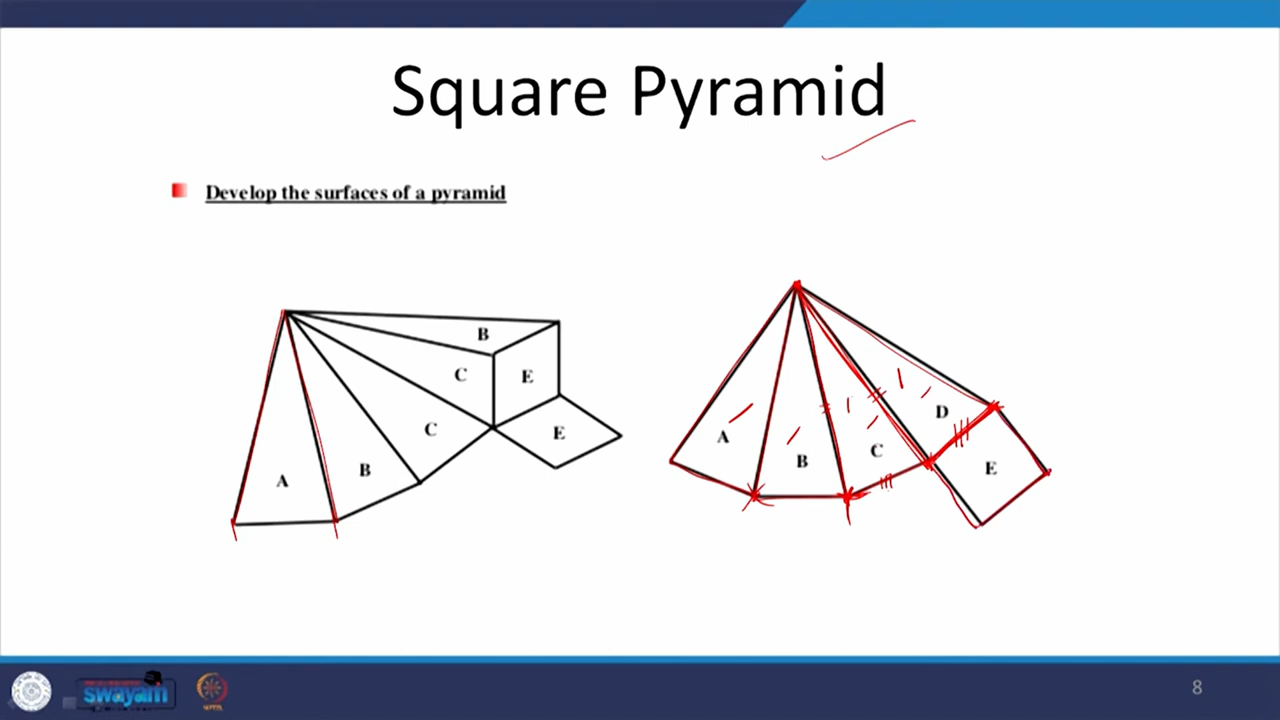 Square Pyramid
Develop the surfaces of a pyramid
A
B
C
C
B
E
E
A
B
C
D
E
swayam
8